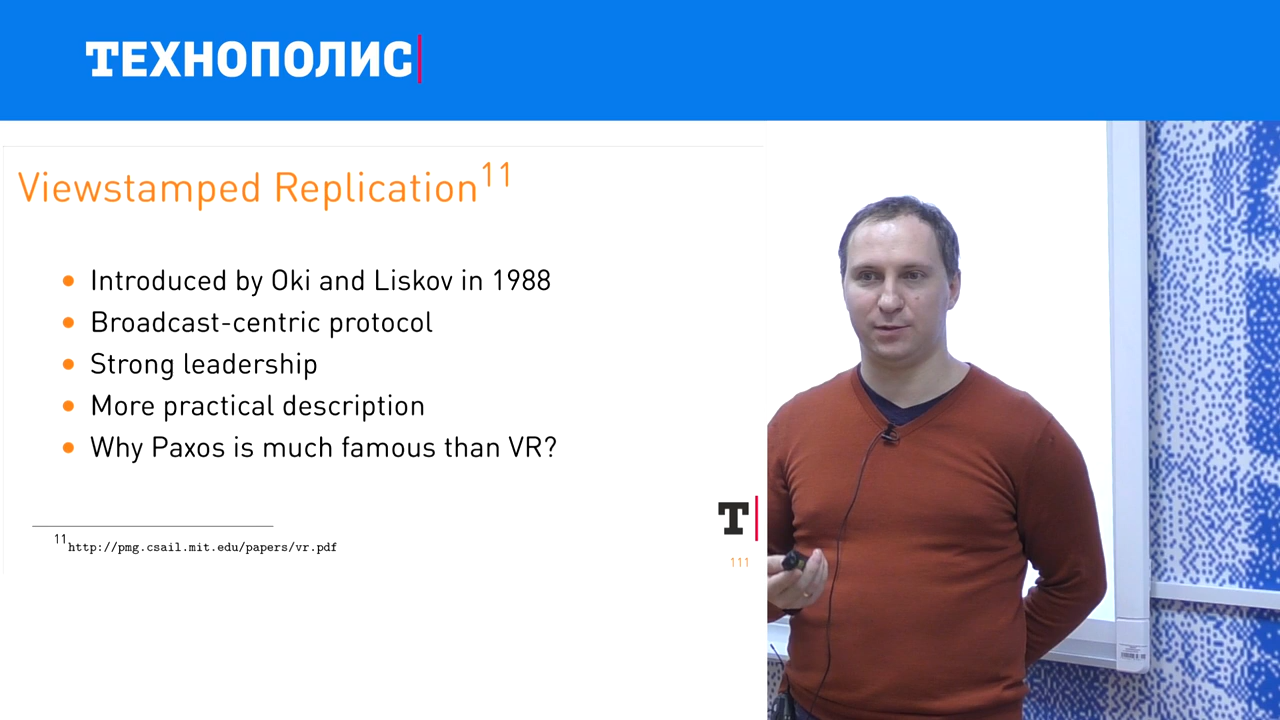 ТЕХНОПОЛИС
Viewstamped Replication11
Introduced by Oki and Liskov in 1988
Broadcast-centric protocol
Strong leadership
More practical description
Why Paxos is much famous than VR?
11http://pmg.csail.mit.edu/papers/vr.pdf
Т
111